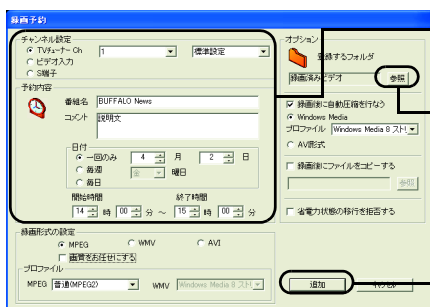 録画予約
チャンネル設定
TVチューナー Ch 1 標準設定
ビデオ入力
S端子
予約内容
番組名 BUFFALO News
コメント 説明文
日付
一回のみ 4 月 2 日
毎週 金 曜日
毎日
開始時間 終了時間
14 時 00 分 ～ 15 時 00 分
録画形式の設定
MPEG WMV AVI
画質をお任せにする
プロファイル
MPEG 普通(MPEG2) WMV Windows Media 8 ストリ
オプション
登録するフォルダ
録画済みビデオ 参照
録画後に自動圧縮を行なう
Windows Media
プロファイル Windows Media 8 ストリ
AVI形式
録画後にファイルをコピーする
参照
省電力状態の移行を拒否する
追加 キャンセル